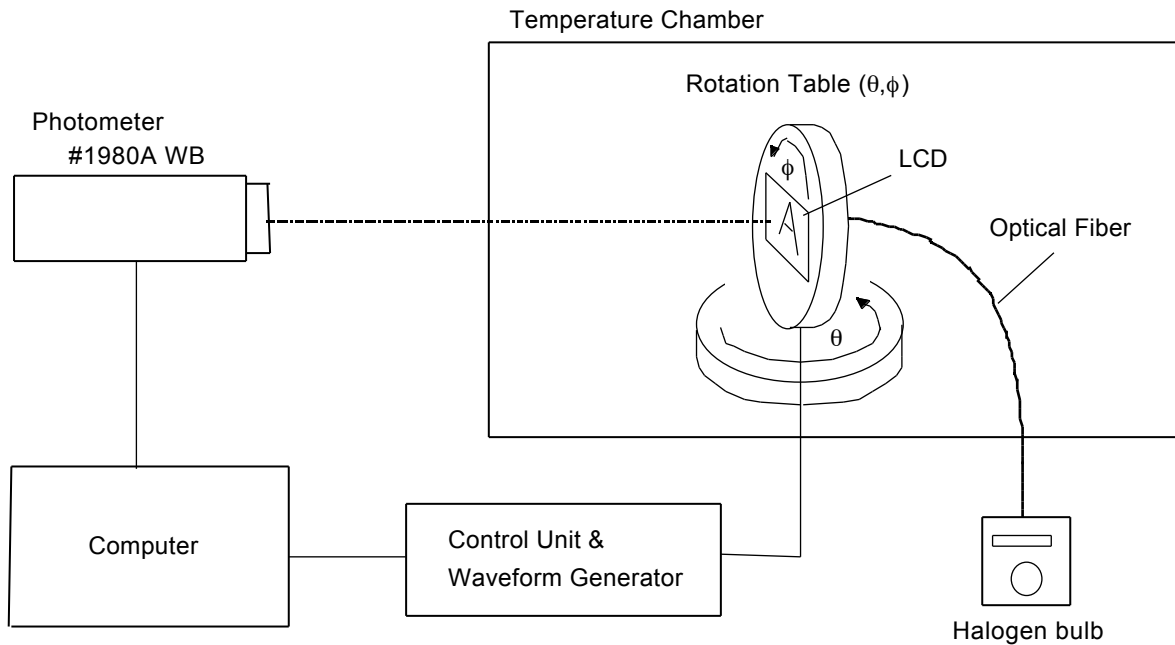 Temperature Chamber
Rotation Table (θ,ϕ)
Photometer
#1980A WB
ϕ
A
LCD
Optical Fiber
θ
Computer
Control Unit &
Waveform Generator
Halogen bulb